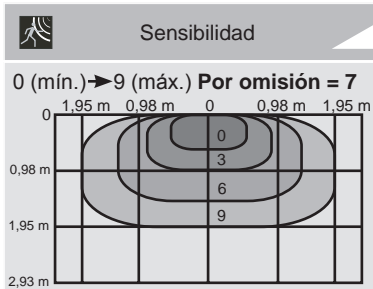 Sensibilidad
0 (mín.)➔9 (máx.) Por omisión = 7
1,95 m 0,98 m 0 0,98 m 1,95 m
0
0
3
0,98 m
6
9
1,95 m
2,93 m